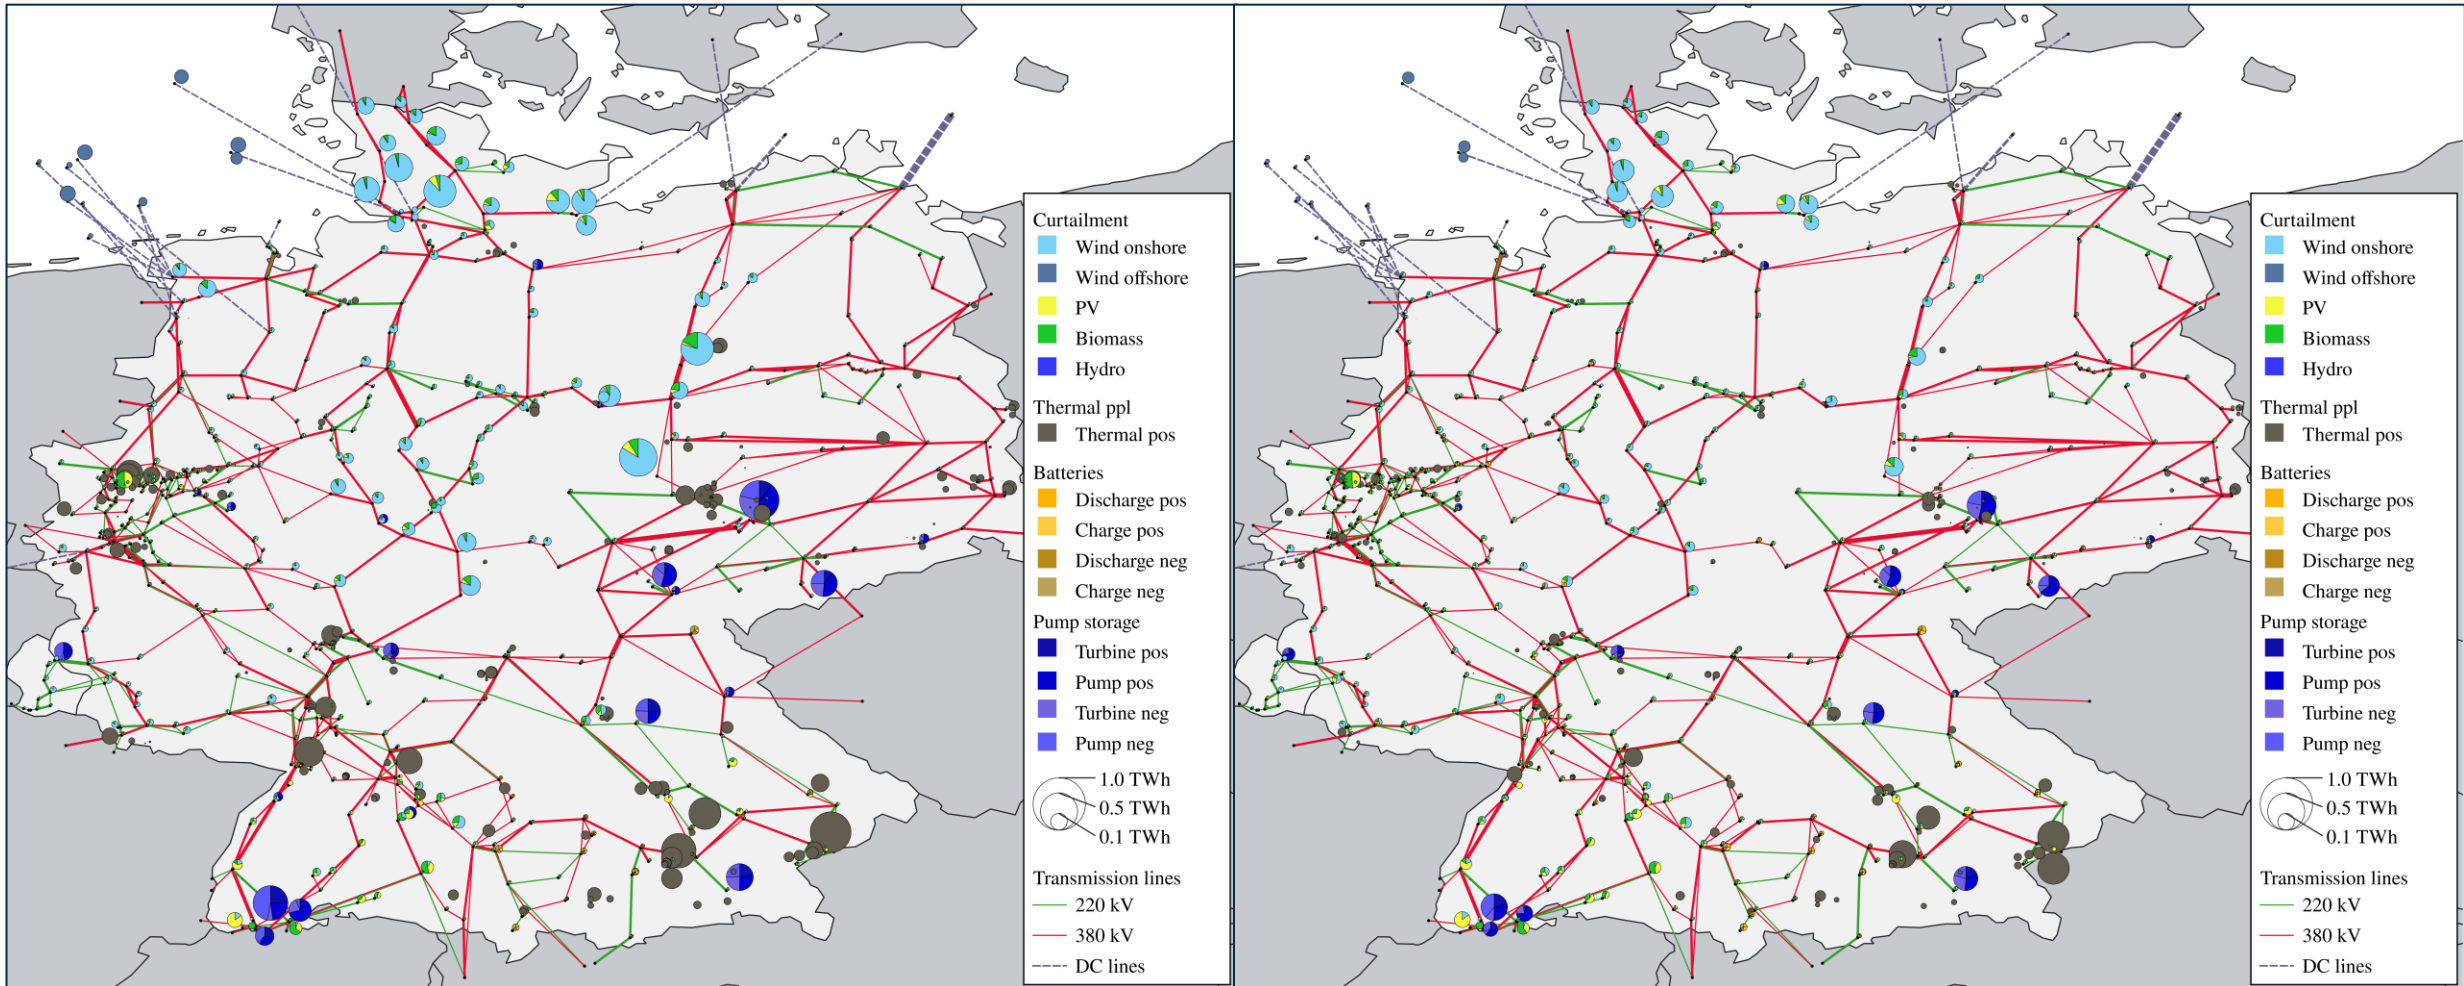 Curtailment
Wind onshore
Wind offshore
PV
Biomass
Hydro
Thermal ppl
Thermal pos
Batteries
Discharge pos
Charge pos
Discharge neg
Charge neg
Pump storage
Turbine pos
Pump pos
Turbine neg
Pump neg
1.0 TWh
0.5 TWh
0.1 TWh
Transmission lines
220 kV
380 kV
DC lines
Curtailment
Wind onshore
Wind offshore
PV
Biomass
Hydro
Thermal ppl
Thermal pos
Batteries
Discharge pos
Charge pos
Discharge neg
Charge neg
Pump storage
Turbine pos
Pump pos
Turbine neg
Pump neg
1.0 TWh
0.5 TWh
0.1 TWh
Transmission lines
220 kV
380 kV
DC lines